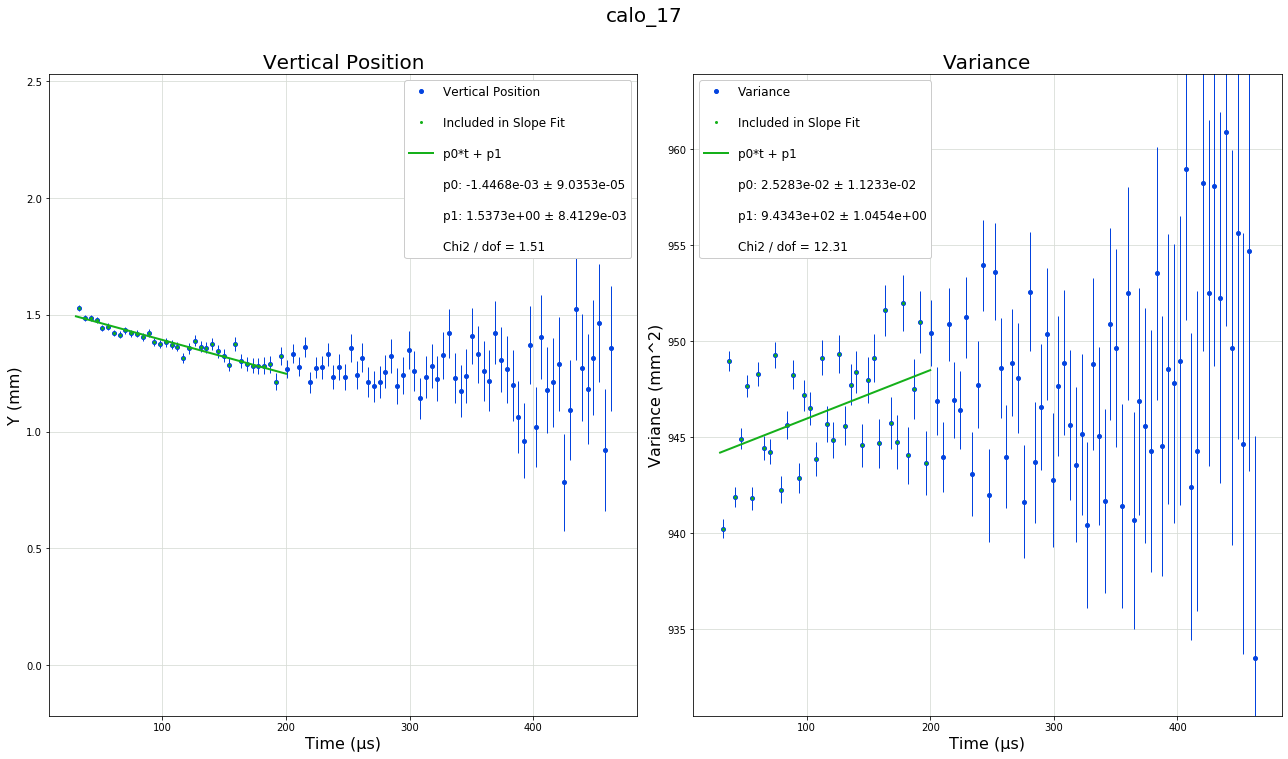 calo_17
Vertical Position
Vertical Position
Included in Slope Fit
p0*t + p1
p0: -1.4468e-03 ± 9.0353e-05
p1: 1.5373e+00 ± 8.4129e-03
Chi2 / dof = 1.51
2.5
2.0
1.5
1.0
0.5
0.0
Y (mm)
100 200 300 400
Time (μs)
Variance
Variance
Included in Slope Fit
p0*t + p1
p0: 2.5283e-02 ± 1.1233e-02
p1: 9.4343e+02 ± 1.0454e+00
Chi2 / dof = 12.31
960
955
950
945
940
935
Variance (mm^2)
100 200 300 400
Time (μs)